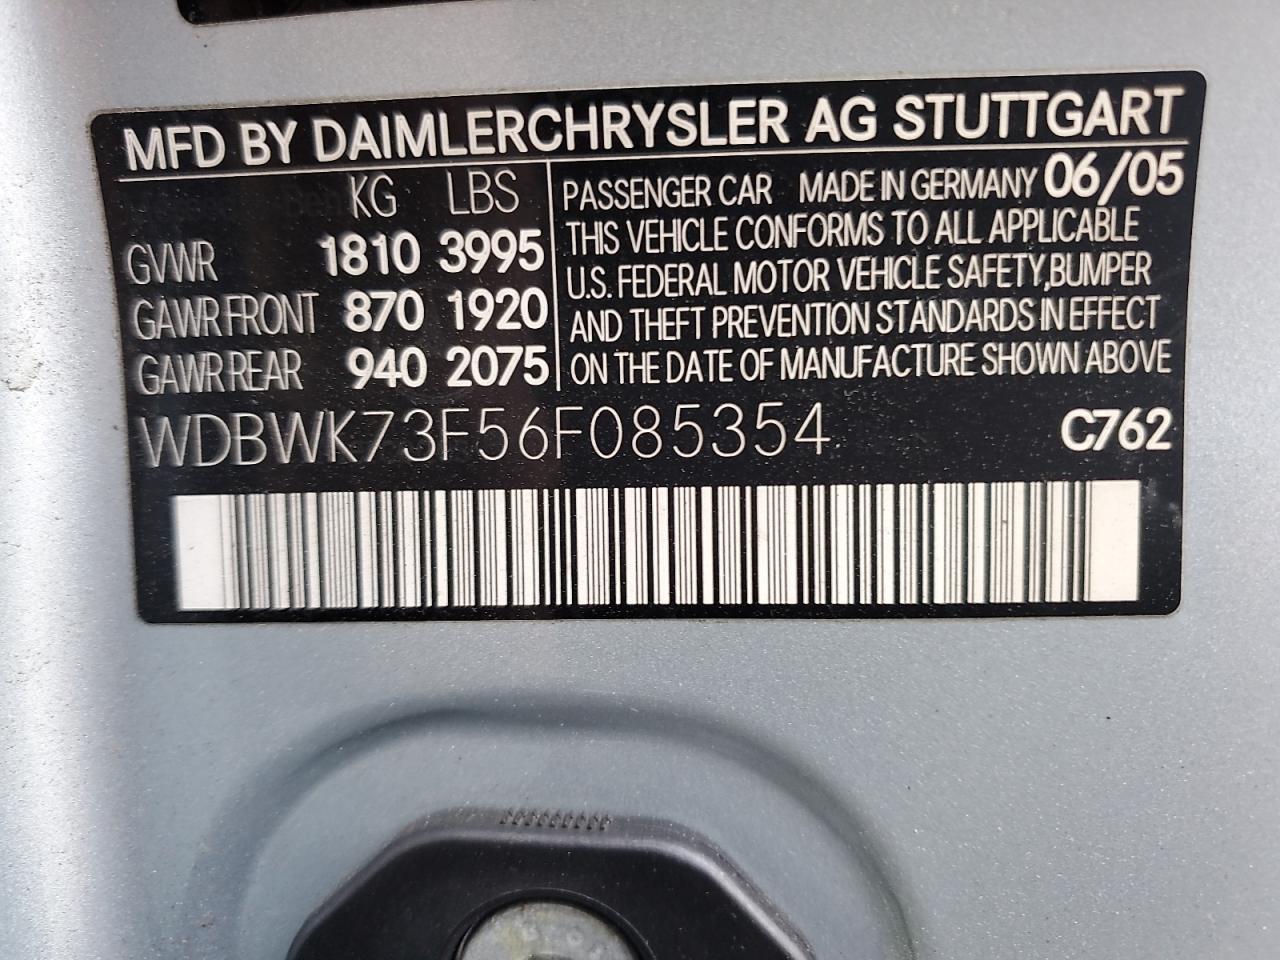 MFD BY DAIMLERCHRYSLER AG STUTTGART
KG LBS
GVWR 1810 3995
GAWR FRONT 870 1920
GAWR REAR 940 2075
PASSENGER CAR MADE IN GERMANY 06/05
THIS VEHICLE CONFORMS TO ALL APPLICABLE
U.S. FEDERAL MOTOR VEHICLE SAFETY, BUMPER
AND THEFT PREVENTION STANDARDS IN EFFECT
ON THE DATE OF MANUFACTURE SHOWN ABOVE
WDBWK73F56F085354 C762